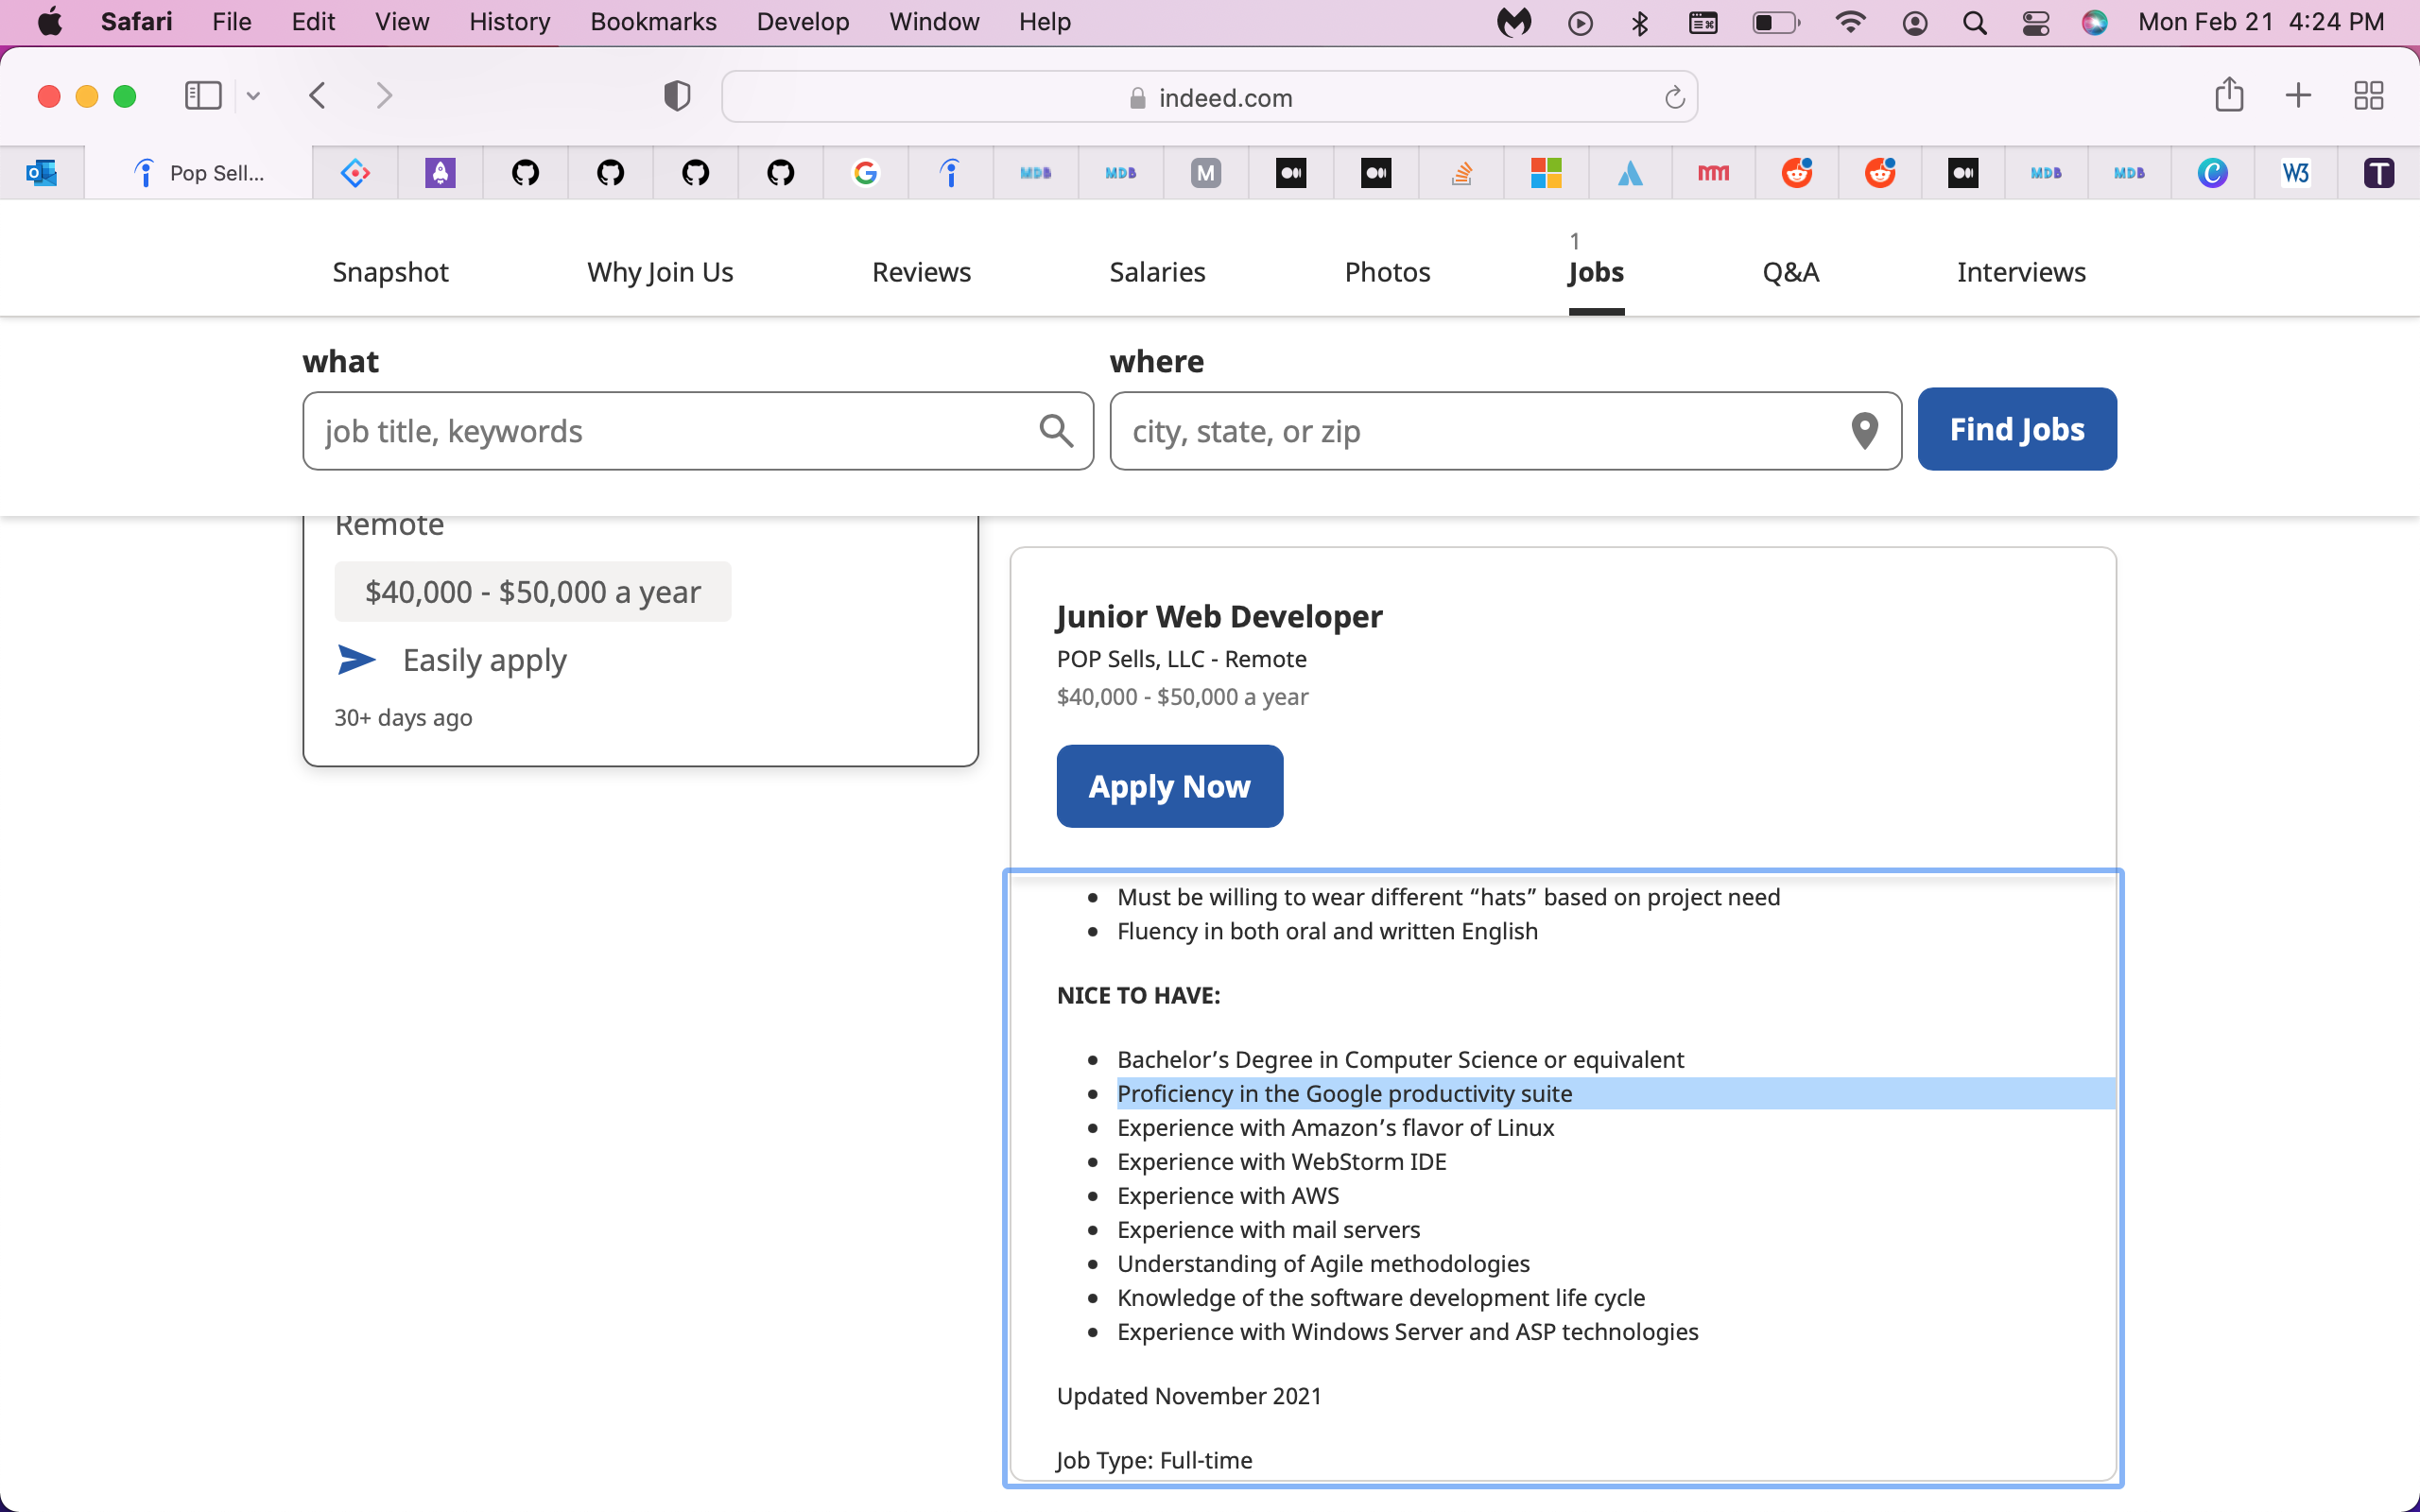 Safari File Edit View History Bookmarks Develop Window Help Mon Feb 21 4:24 PM
indeed.com
Pop Sell...
MDB MDB M MDB MDB W3 T
1
Snapshot Why Join Us Reviews Salaries Photos Jobs Q&A Interviews
what where
job title, keywords city, state, or zip Find Jobs
Remote
$40,000 - $50,000 a year
Easily apply
30+ days ago
Junior Web Developer
POP Sells, LLC - Remote
$40,000 - $50,000 a year
Apply Now
Must be willing to wear different “hats” based on project need
Fluency in both oral and written English
NICE TO HAVE:
Bachelor’s Degree in Computer Science or equivalent
Proficiency in the Google productivity suite
Experience with Amazon’s flavor of Linux
Experience with WebStorm IDE
Experience with AWS
Experience with mail servers
Understanding of Agile methodologies
Knowledge of the software development life cycle
Experience with Windows Server and ASP technologies
Updated November 2021
Job Type: Full-time